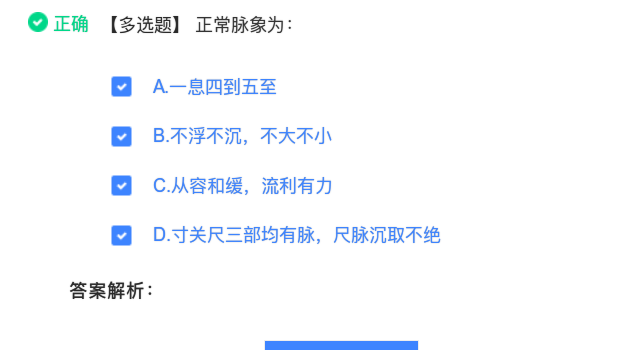 正确 【多选题】 正常脉象为：
A.一息四到五至
B.不浮不沉，不大不小
C.从容和缓，流利有力
D.寸关尺三部均有脉，尺脉沉取不绝
答案解析：